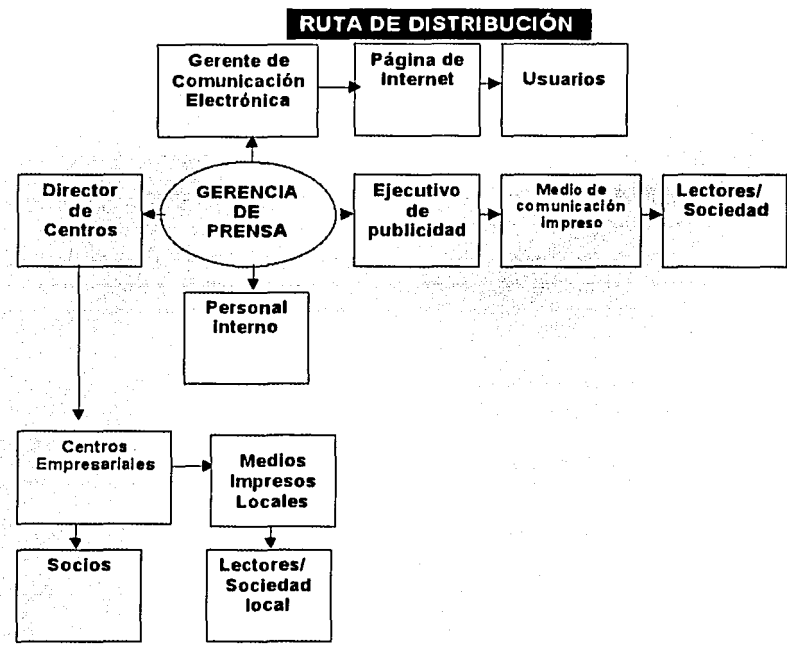 RUTA DE DISTRIBUCIÓN
Gerente de
Comunicación
Electrónica
Página de
Internet
Usuarios
Director
de
Centros
GERENCIA
DE
PRENSA
Ejecutivo
de
publicidad
Medio de
comunicación
impreso
Lectores/
Sociedad
Personal
Interno
Centros
Empresariales
Medios
Impresos
Locales
Socios
Lectores/
Sociedad
local